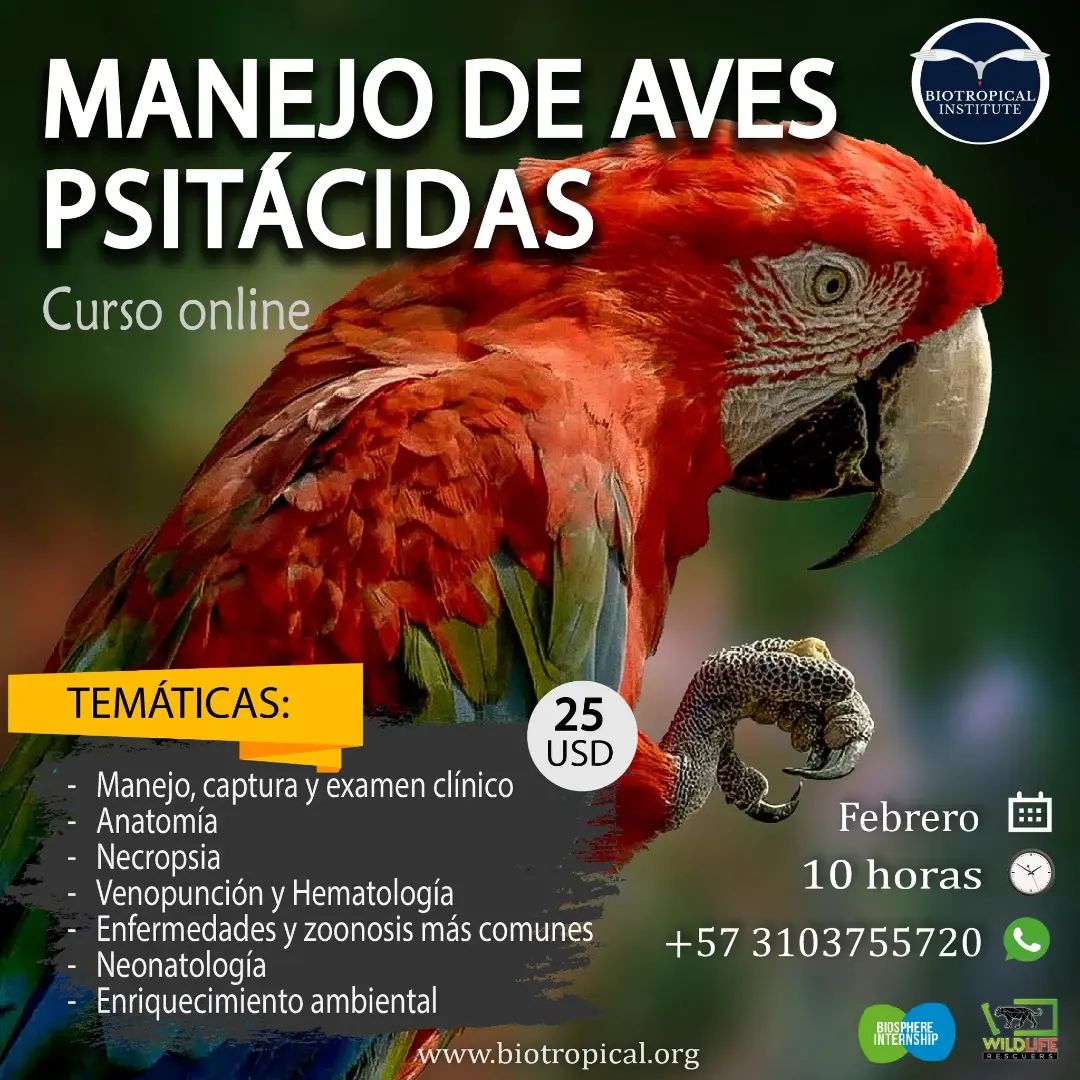 MANEJO DE AVES
PSITÁCIDAS
Curso online
BIOTROPICAL
INSTITUTE
TEMÁTICAS:
25
USD
- Manejo, captura y examen clínico
- Anatomía
- Necropsia
- Venopunción y Hematología
- Enfermedades y zoonosis más comunes
- Neonatología
- Enriquecimiento ambiental
Febrero
10 horas
+57 3103755720
BIOSPHERE
INTERNSHIP
WILDLIFE
RESCUERS
www.biotropical.org